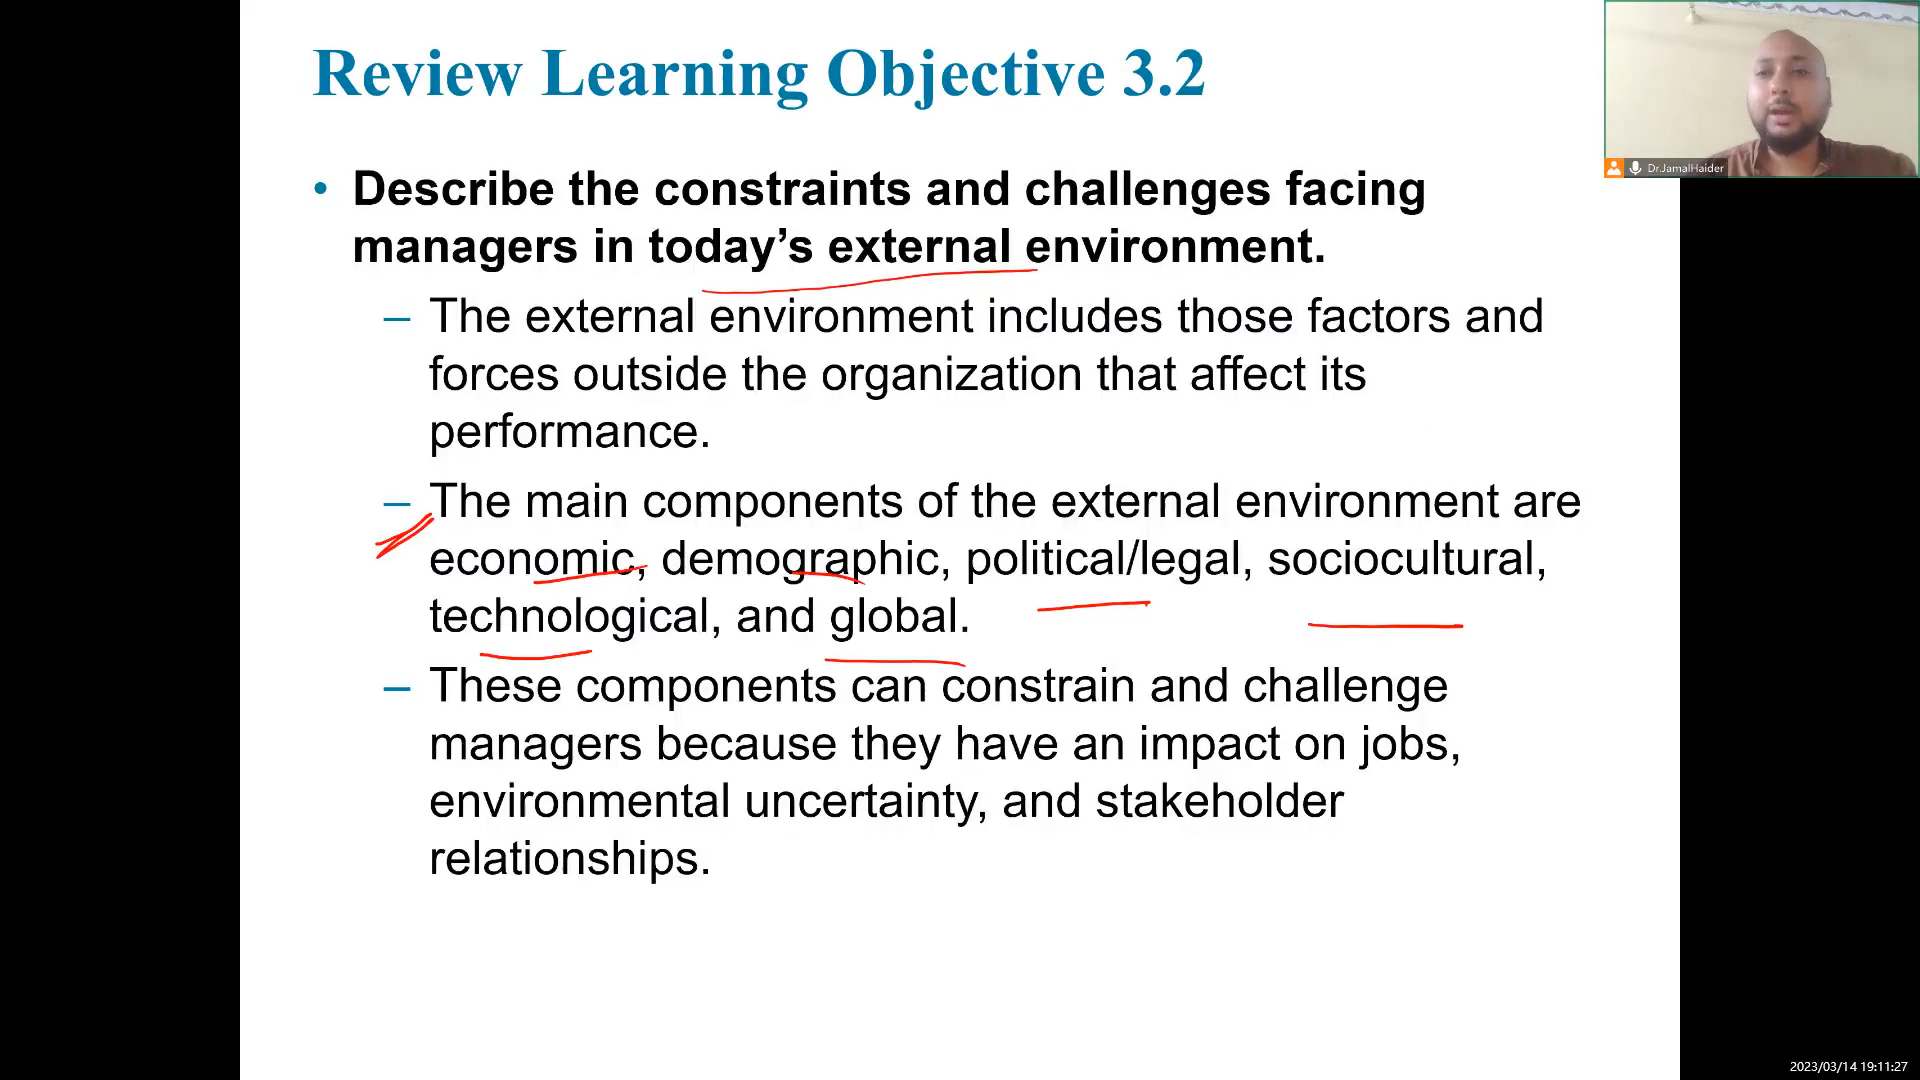 Review Learning Objective 3.2
• Describe the constraints and challenges facing
managers in today’s external environment.
– The external environment includes those factors and
forces outside the organization that affect its
performance.
– The main components of the external environment are
economic, demographic, political/legal, sociocultural,
technological, and global.
– These components can constrain and challenge
managers because they have an impact on jobs,
environmental uncertainty, and stakeholder
relationships.
Dr.JamalHaider
2023/03/14 19:11:27